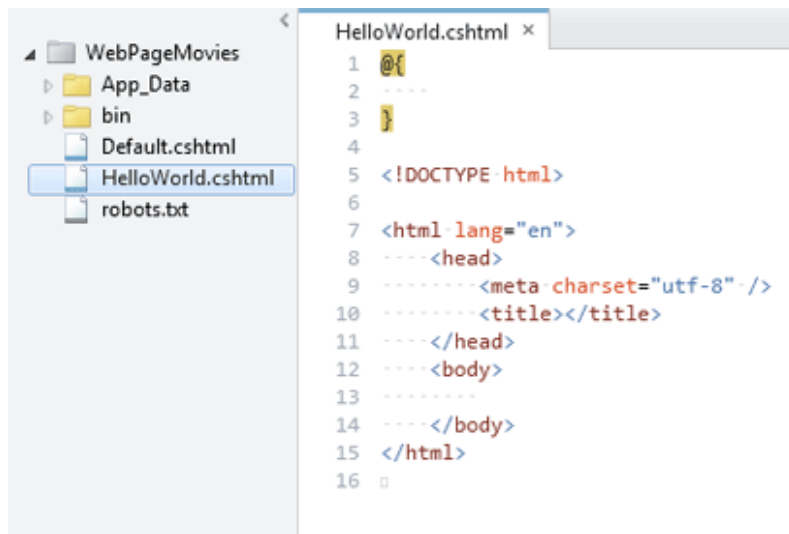 WebPageMovies
App_Data
bin
Default.cshtml
HelloWorld.cshtml
robots.txt
HelloWorld.cshtml ×
1 @{
2
3 }
4
5 <!DOCTYPE html>
6
7 <html lang="en">
8     <head>
9         <meta charset="utf-8" />
10         <title></title>
11     </head>
12     <body>
13
14     </body>
15 </html>
16